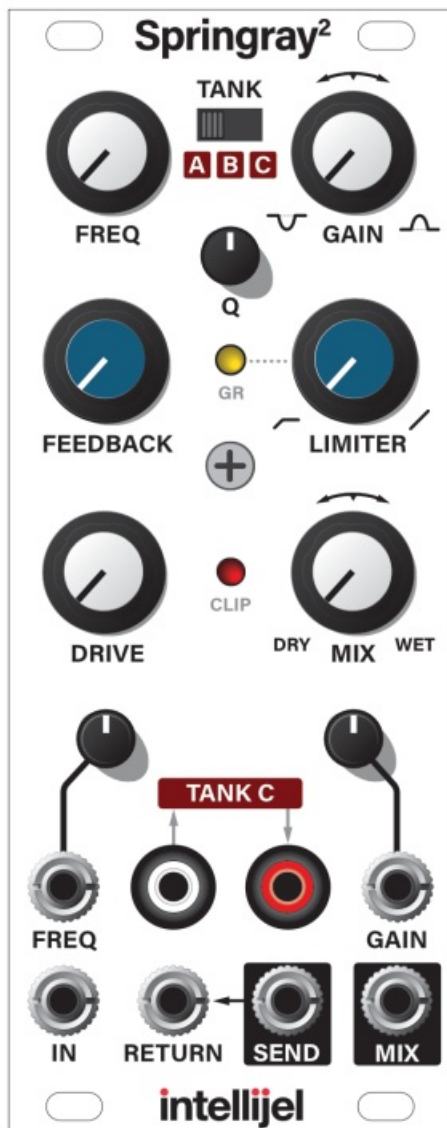 Springray²
TANK
A B C
FREQ
GAIN
Q
FEEDBACK
GR
LIMITER
DRIVE
CLIP
DRY MIX WET
TANK C
FREQ
GAIN
IN
RETURN
SEND
MIX
intellijel